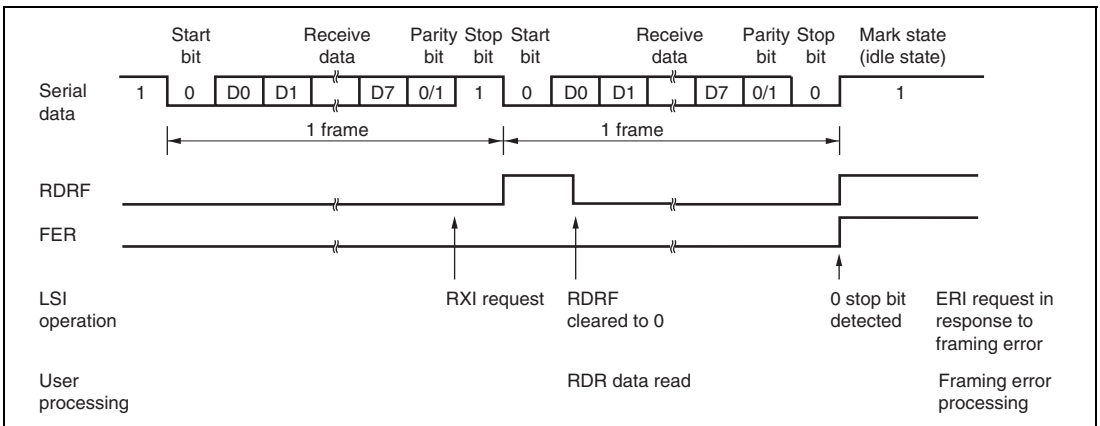 Start Receive Parity Stop Start Receive Parity Stop Mark state
bit data bit bit bit data bit bit (idle state)
Serial 1 0 D0 D1 D7 0/1 1 0 D0 D1 D7 0/1 0 1
data
1 frame 1 frame
RDRF
FER
LSI RXI request RDRF 0 stop bit ERI request in
operation cleared to 0 detected response to
framing error
User RDR data read Framing error
processing processing